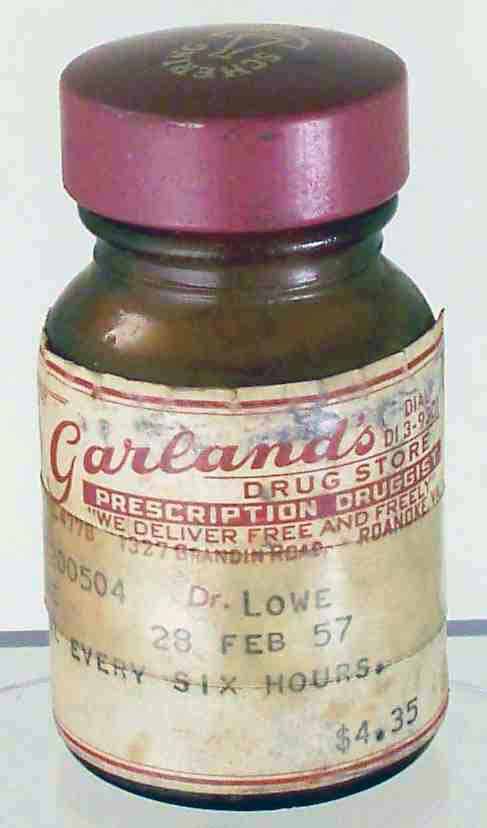 SCHERING
Garland's
DIAL
DI 3-9
DRUG STORE
PRESCRIPTION DRUGGIST
"WE DELIVER FREE AND FREELY"
1327 GRANDIN ROAD, ROANOKE, VA.
00504 Dr. LOWE
28 FEB 57
EVERY SIX HOURS.
$4.35